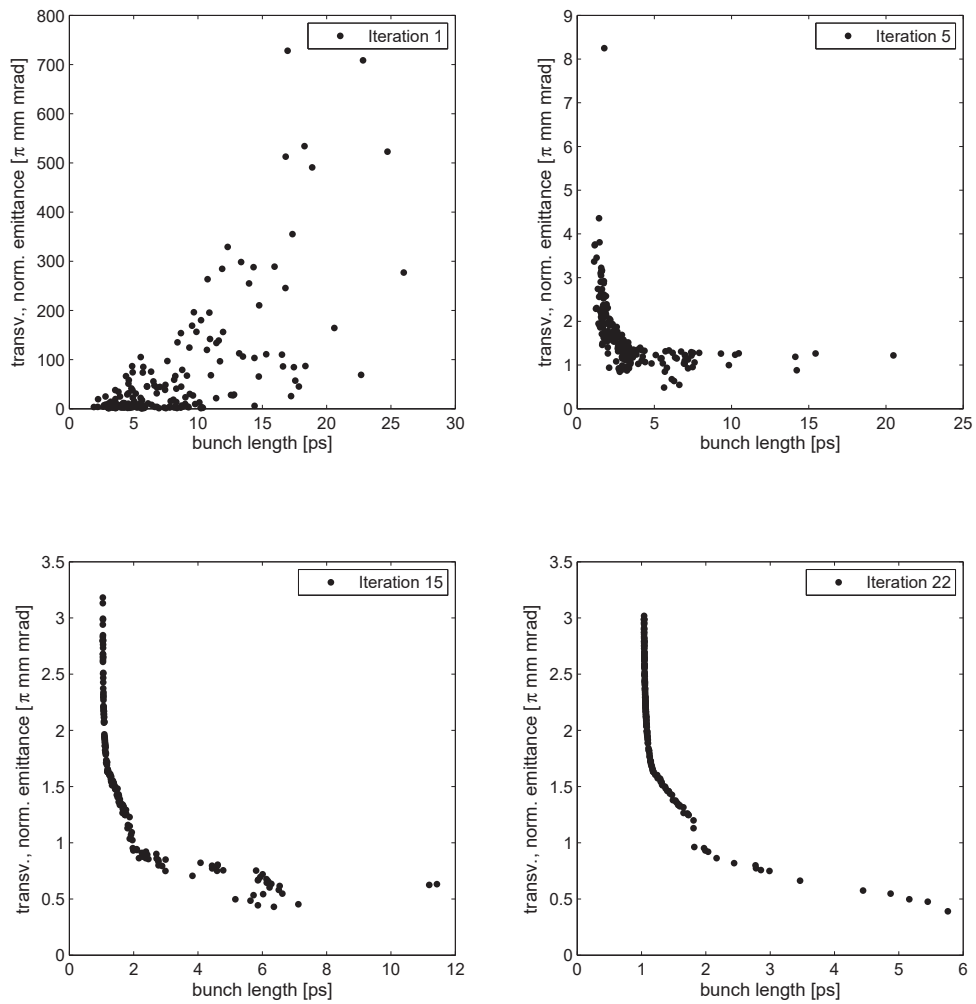 800
700
600
500
400
300
200
100
0
0 5 10 15 20 25 30
transv., norm. emittance [π mm mrad]
bunch length [ps]
Iteration 1
9
8
7
6
5
4
3
2
1
0
0 5 10 15 20 25
transv., norm. emittance [π mm mrad]
bunch length [ps]
Iteration 5
3.5
3
2.5
2
1.5
1
0.5
0
0 2 4 6 8 10 12
transv., norm. emittance [π mm mrad]
bunch length [ps]
Iteration 15
3.5
3
2.5
2
1.5
1
0.5
0
0 1 2 3 4 5 6
transv., norm. emittance [π mm mrad]
bunch length [ps]
Iteration 22